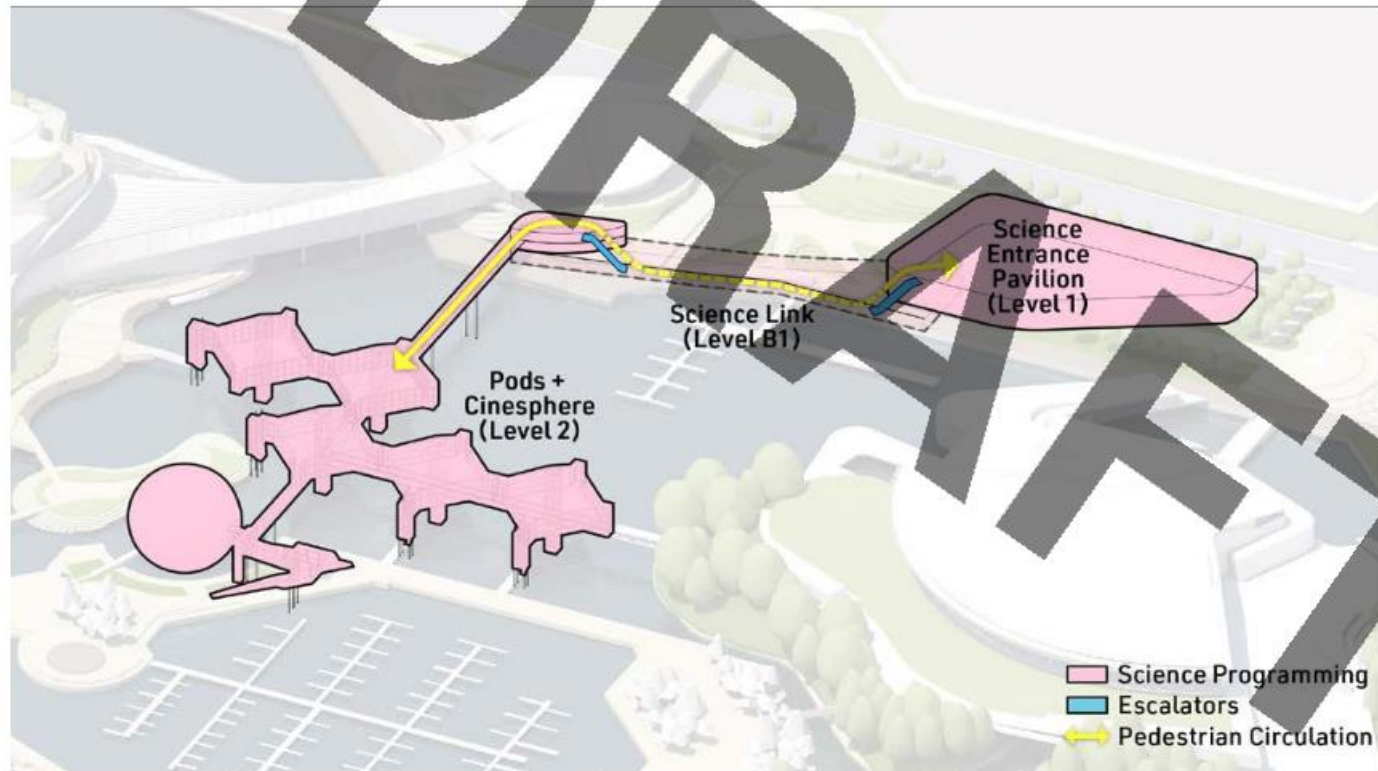 DRAFT
Science
Entrance
Pavilion
(Level 1)
Science Link
(Level B1)
Pods +
Cinesphere
(Level 2)
Science Programming
Escalators
Pedestrian Circulation